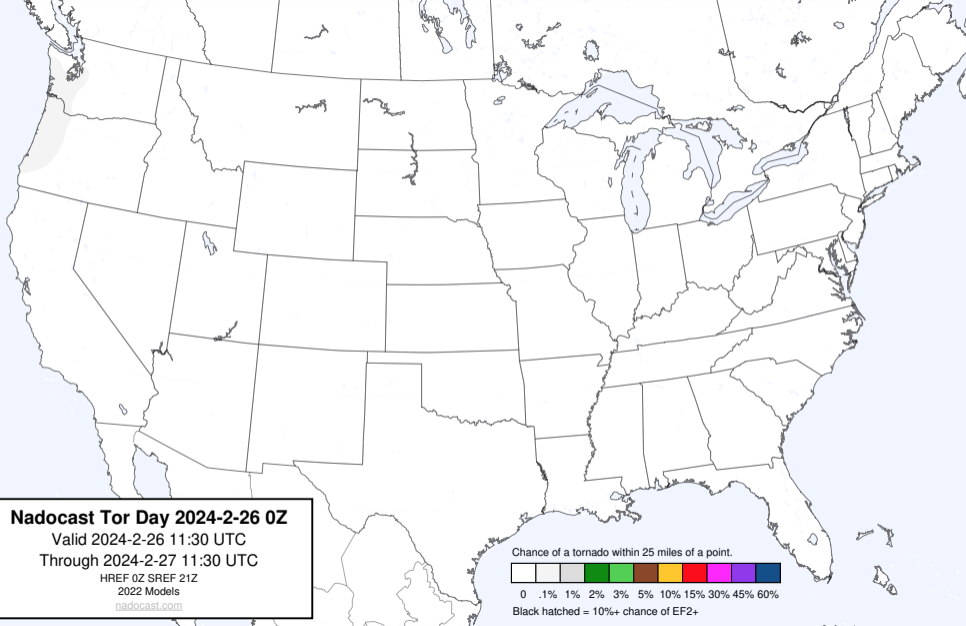 Nadocast Tor Day 2024-2-26 0Z
Valid 2024-2-26 11:30 UTC
Through 2024-2-27 11:30 UTC
HREF 0Z SREF 21Z
2022 Models
nadocast.com
Chance of a tornado within 25 miles of a point.
0 .1% 1% 2% 3% 5% 10% 15% 30% 45% 60%
Black hatched = 10%+ chance of EF2+